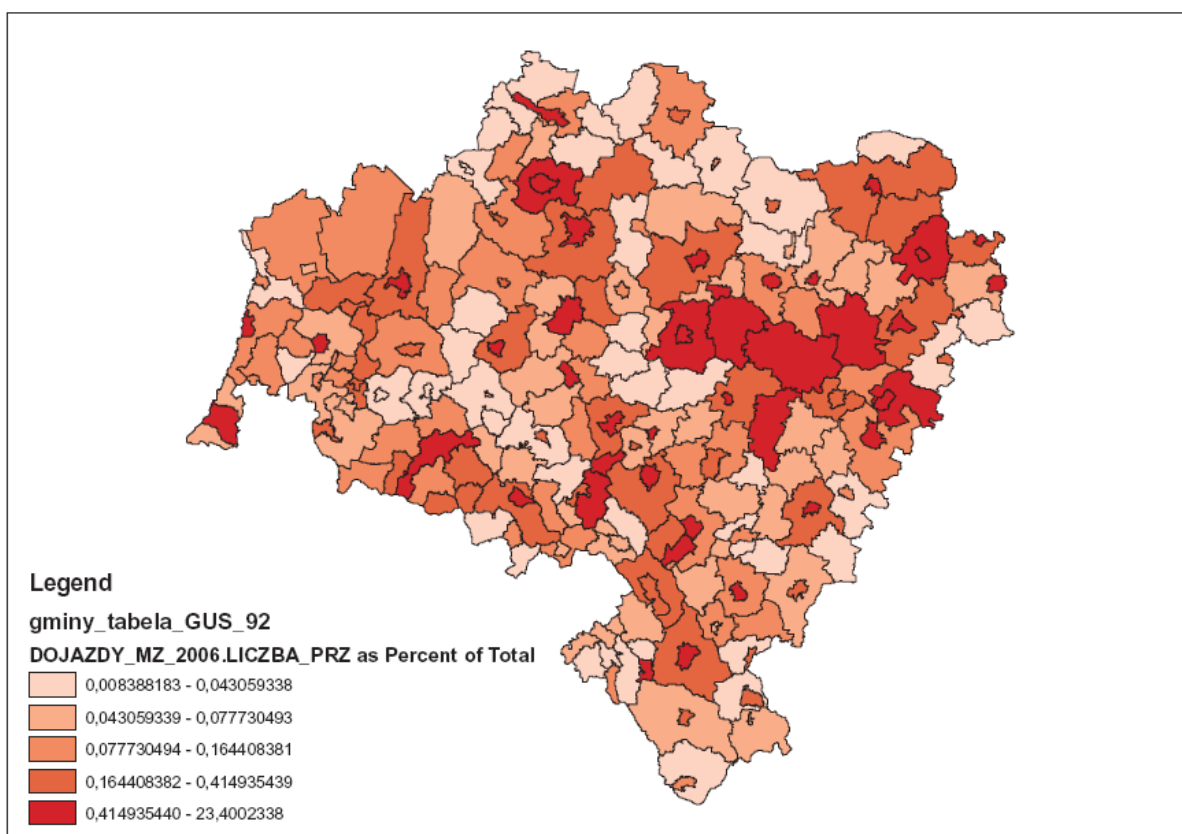 Legend
gminy_tabela_GUS_92
DOJAZDY_MZ_2006.LICZBA_PRZ as Percent of Total
0,008388183 - 0,043059338
0,043059339 - 0,077730493
0,077730494 - 0,164408381
0,164408382 - 0,414935439
0,414935440 - 23,4002338